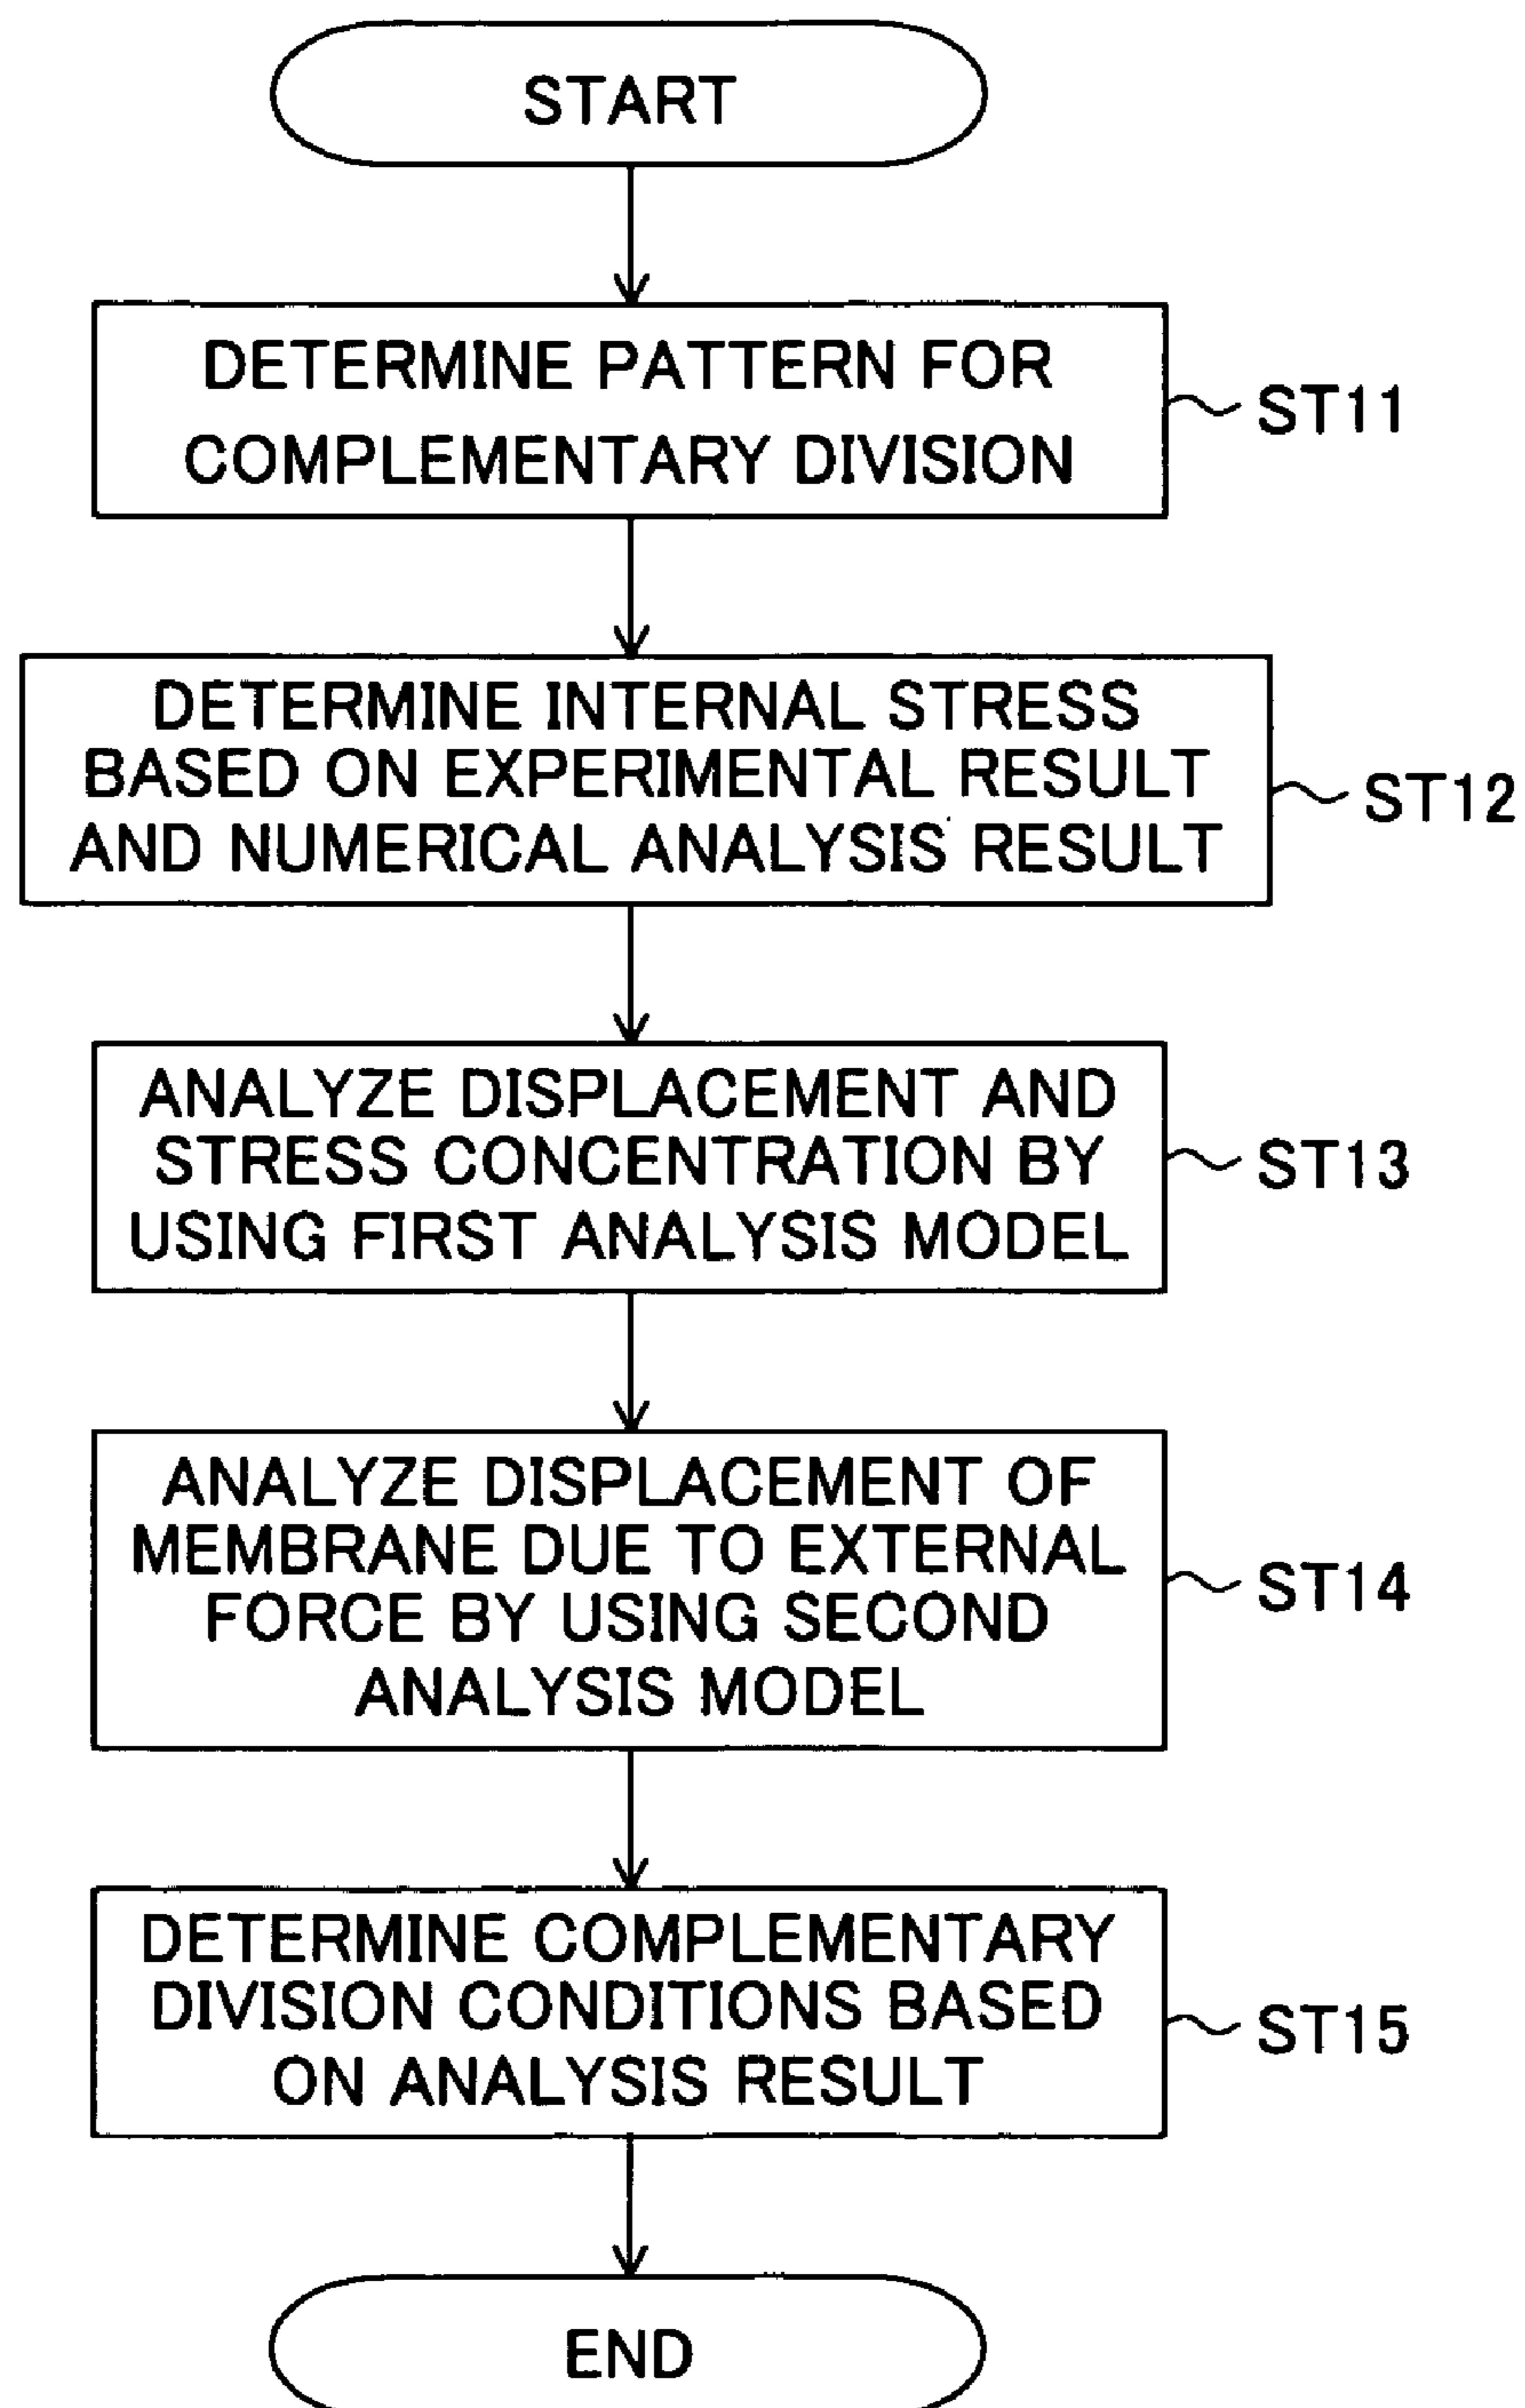 START
DETERMINE PATTERN FOR
COMPLEMENTARY DIVISION
ST11
DETERMINE INTERNAL STRESS
BASED ON EXPERIMENTAL RESULT
AND NUMERICAL ANALYSIS RESULT
ST12
ANALYZE DISPLACEMENT AND
STRESS CONCENTRATION BY
USING FIRST ANALYSIS MODEL
ST13
ANALYZE DISPLACEMENT OF
MEMBRANE DUE TO EXTERNAL
FORCE BY USING SECOND
ANALYSIS MODEL
ST14
DETERMINE COMPLEMENTARY
DIVISION CONDITIONS BASED
ON ANALYSIS RESULT
ST15
END